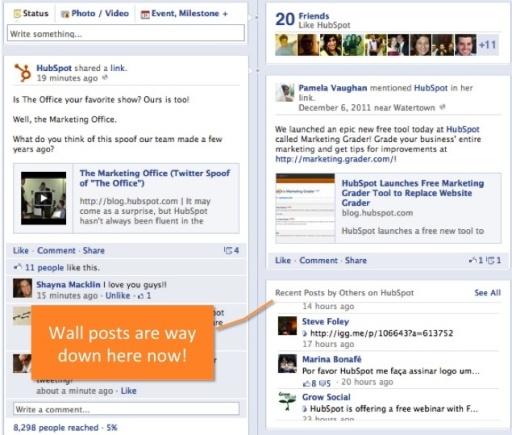 Status
Photo / Video
Event, Milestone +
Write something...
HubSpot shared a link.
19 minutes ago
Is The Office your favorite show? Ours is too!
Well, the Marketing Office.
What do you think of this spoof our team made a few
years ago?
The Marketing Office (Twitter Spoof
of "The Office")
http://blog.hubspot.com | It may
come as a surprise, but HubSpot
hasn't always been fluent in the
Like · Comment · Share
4
11 people like this.
Shayna Macklin I love you guys!!
15 minutes ago · Unlike · 1
Wall posts are way
down here now!
tweeting!
about a minute ago · Like
Write a comment...
8,298 people reached · 5%
20 Friends
Like HubSpot
+11
Pamela Vaughan mentioned HubSpot in her
link.
December 6, 2011 near Watertown
We launched an epic new free tool today at HubSpot
called Marketing Grader! Grade your business' entire
marketing and get tips for improvements at
http://marketing.grader.com/!
HubSpot Launches Free Marketing
Grader Tool to Replace Website
Grader
blog.hubspot.com
HubSpot launches a free new tool to
Like · Comment · Share
1 1
Recent Posts by Others on HubSpot
See All
14 hours ago
Steve Foley
http://igg.me/p/106643?a=613752
17 hours ago
Marina Bonafé
Por favor HubSpot me faça assinar logo um...
8 5 · 20 hours ago
Grow Social
HubSpot is offering a free webinar with F...
23 hours ago